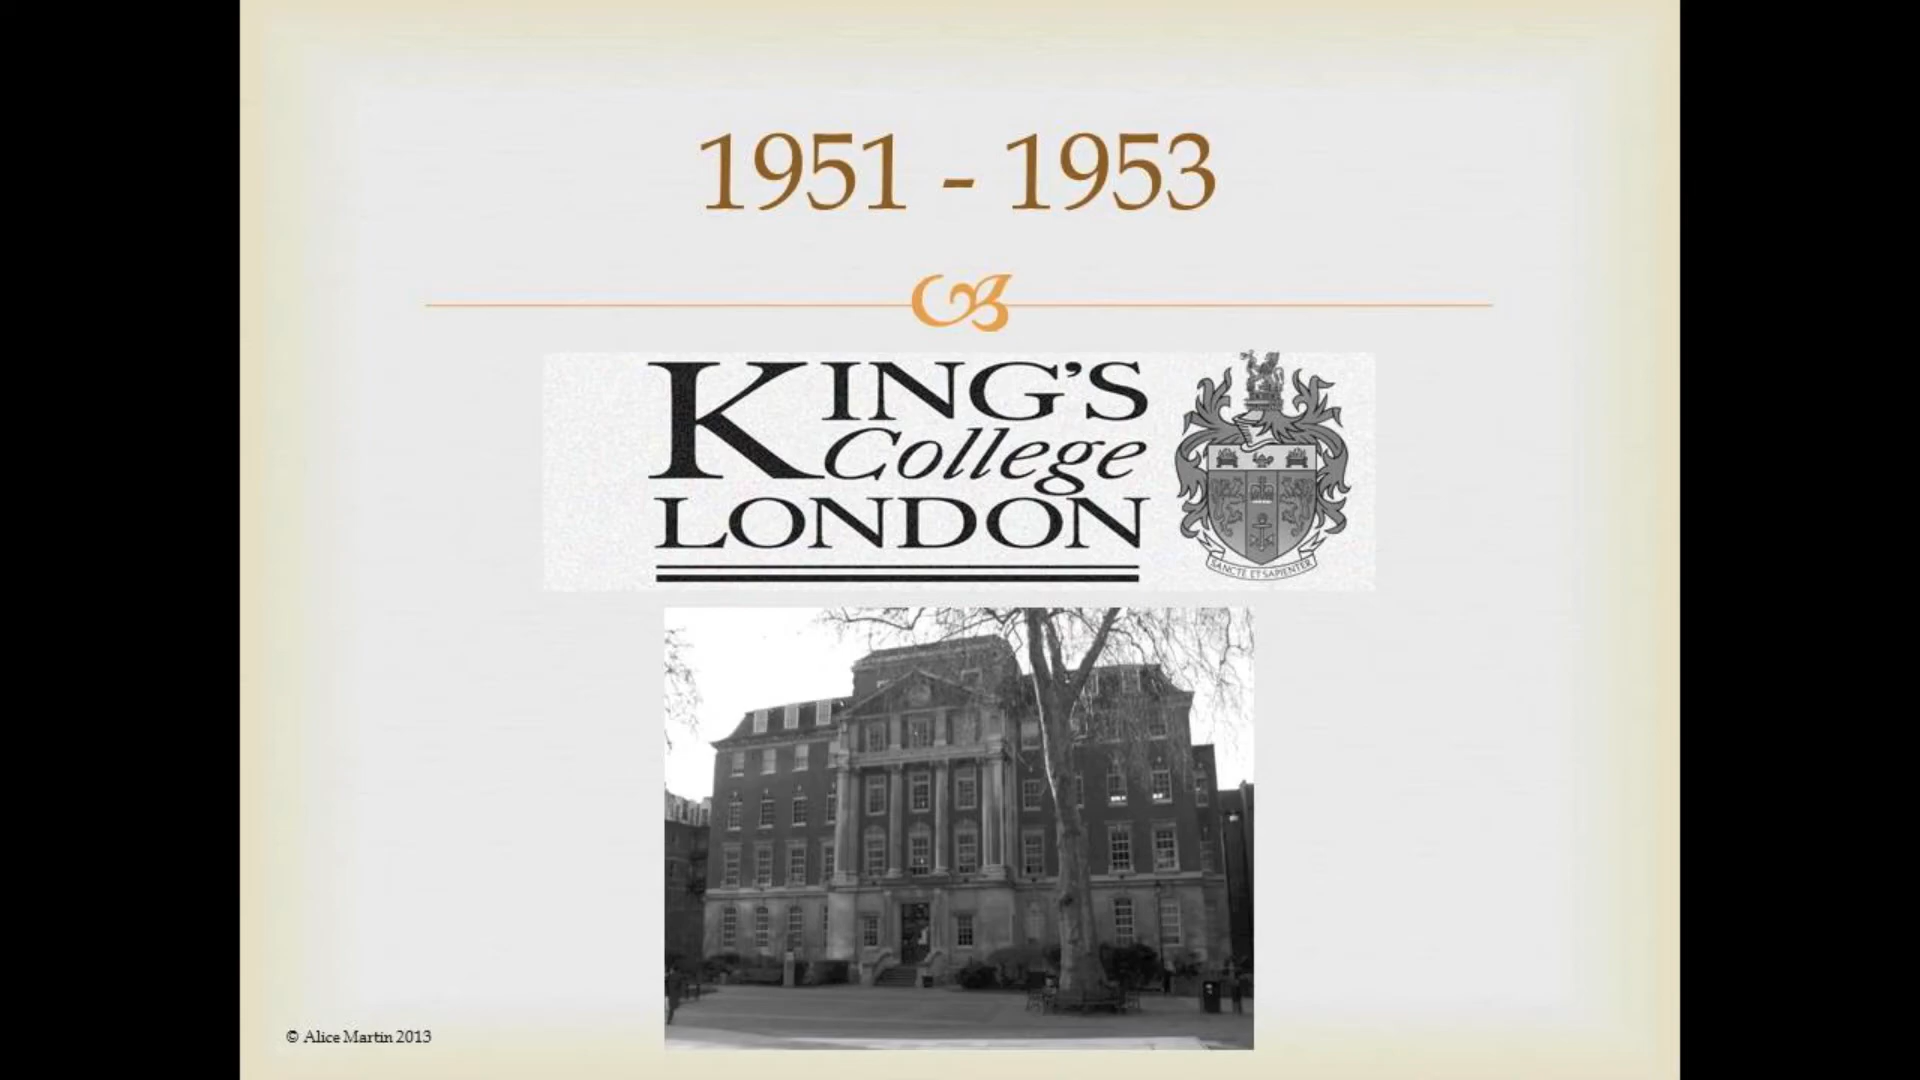 1951 - 1953
KING'S
College
LONDON
SANCTE ET SAPIENTER
© Alice Martin 2013